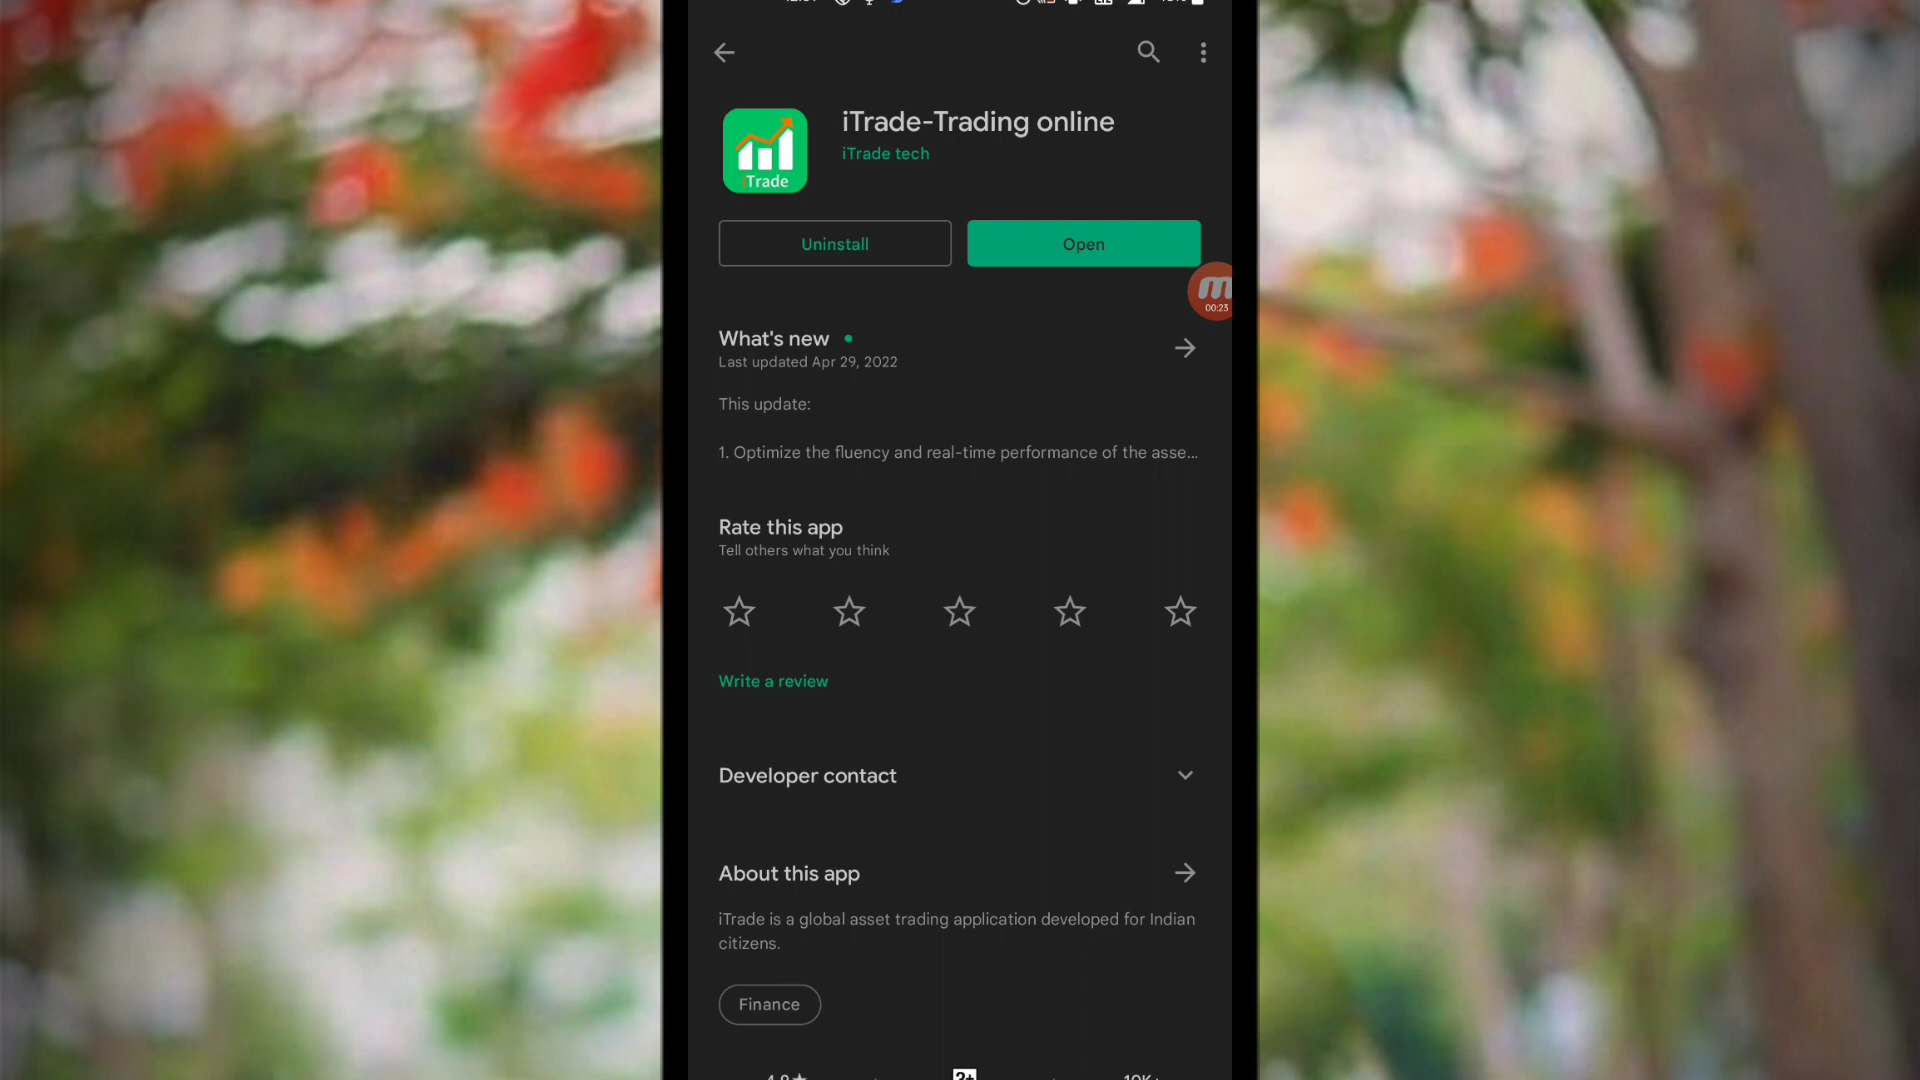 iTrade-Trading online
iTrade tech
iTrade
Uninstall
Open
00:23
What's new
Last updated Apr 29, 2022
This update:
1. Optimize the fluency and real-time performance of the asse...
Rate this app
Tell others what you think
Write a review
Developer contact
About this app
iTrade is a global asset trading application developed for Indian
citizens.
Finance